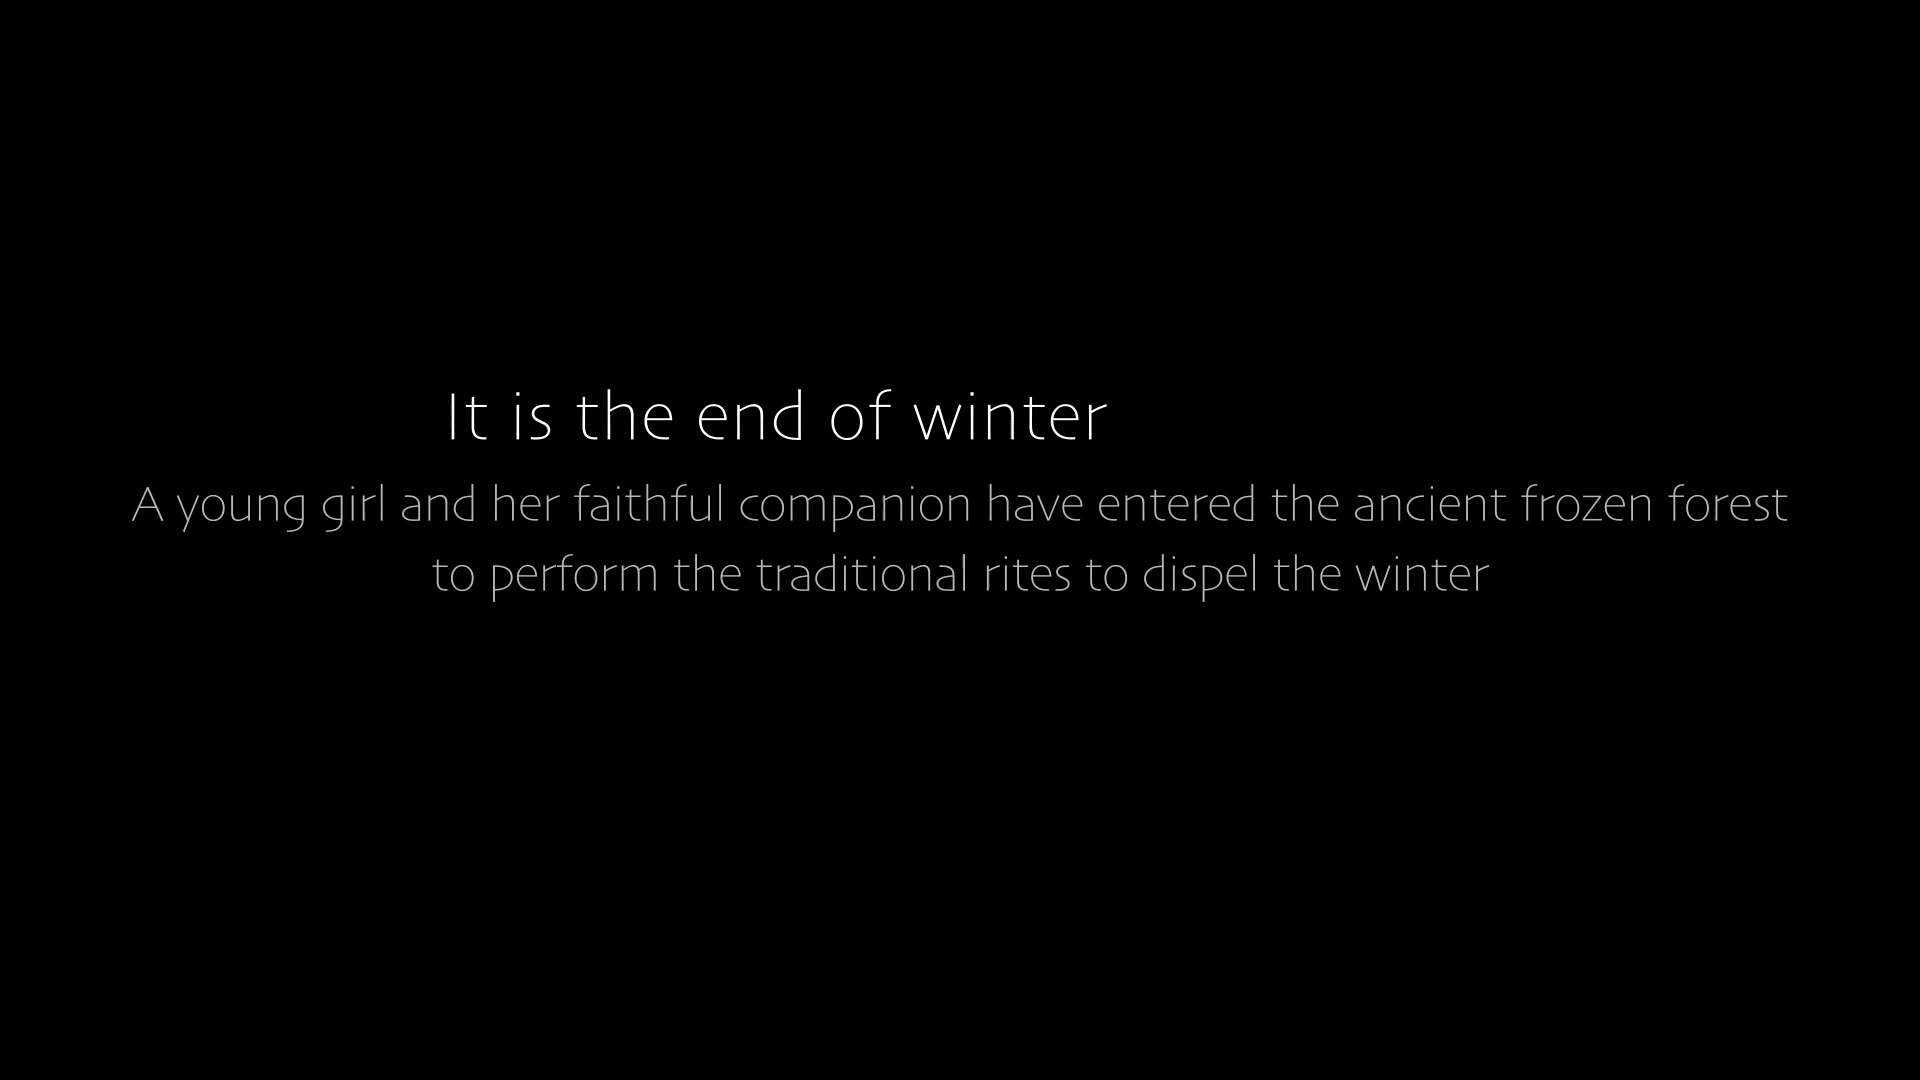 It is the end of winter
A young girl and her faithful companion have entered the ancient frozen forest
to perform the traditional rites to dispel the winter